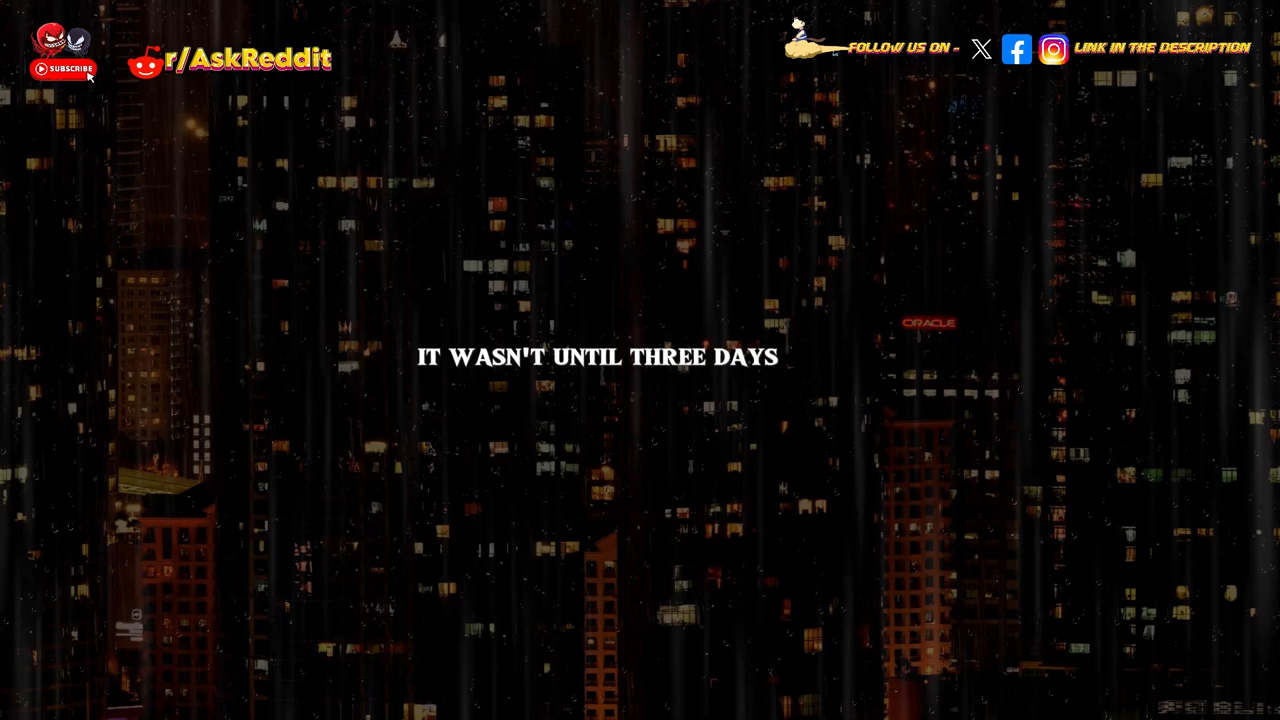 SUBSCRIBE
r/AskReddit
FOLLOW US ON -
LINK IN THE DESCRIPTION
ORACLE
IT WASN'T UNTIL THREE DAYS